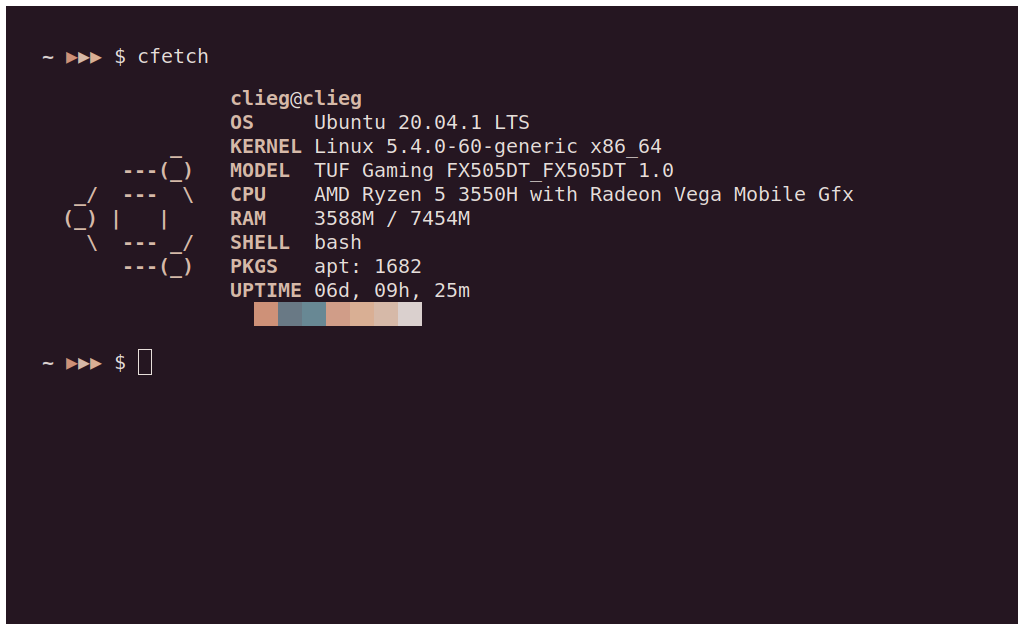 ~ ▶▶▶ $ cfetch
clieg@clieg
OS     Ubuntu 20.04.1 LTS
KERNEL Linux 5.4.0-60-generic x86_64
MODEL  TUF Gaming FX505DT_FX505DT 1.0
CPU    AMD Ryzen 5 3550H with Radeon Vega Mobile Gfx
RAM    3588M / 7454M
SHELL  bash
PKGS   apt: 1682
UPTIME 06d, 09h, 25m
~ ▶▶▶ $